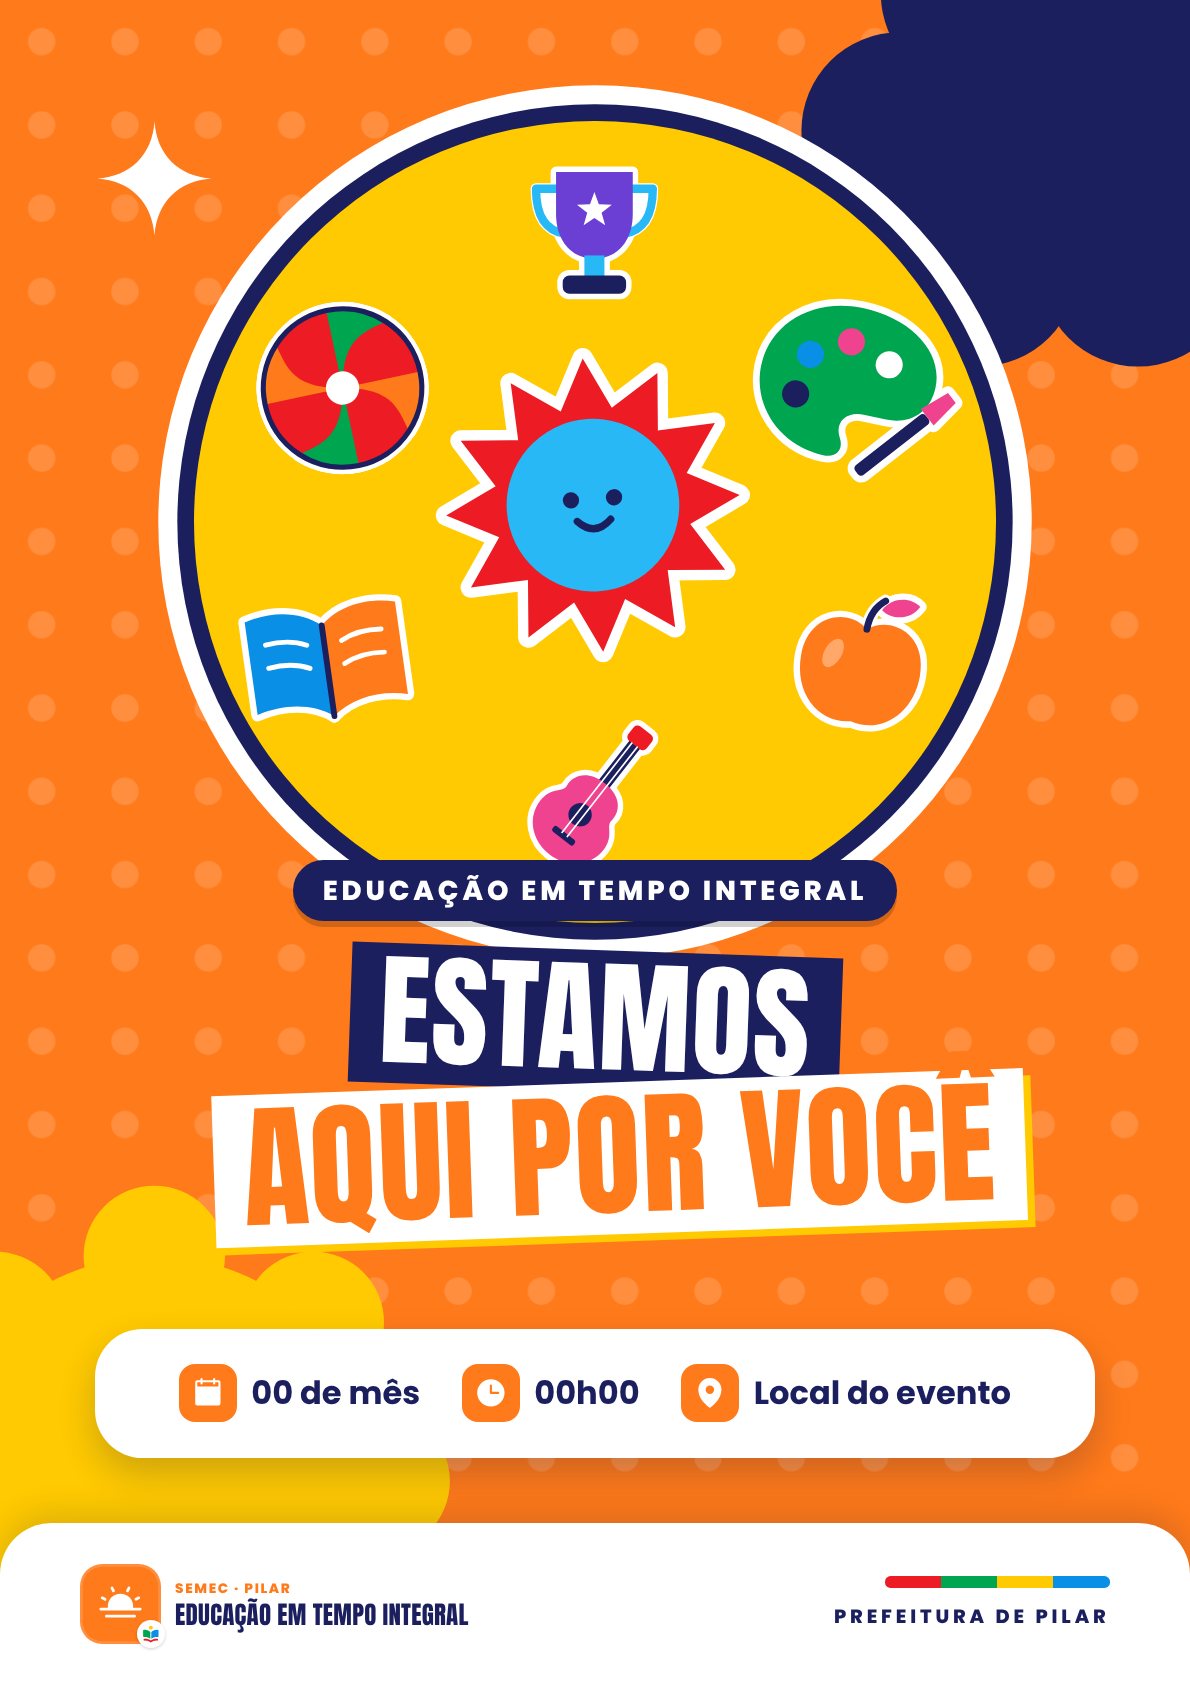 EDUCAÇÃO EM TEMPO INTEGRAL
ESTAMOS
AQUI POR VOCÊ
00 de mês 00h00 Local do evento
SEMEC · PILAR
EDUCAÇÃO EM TEMPO INTEGRAL
PREFEITURA DE PILAR